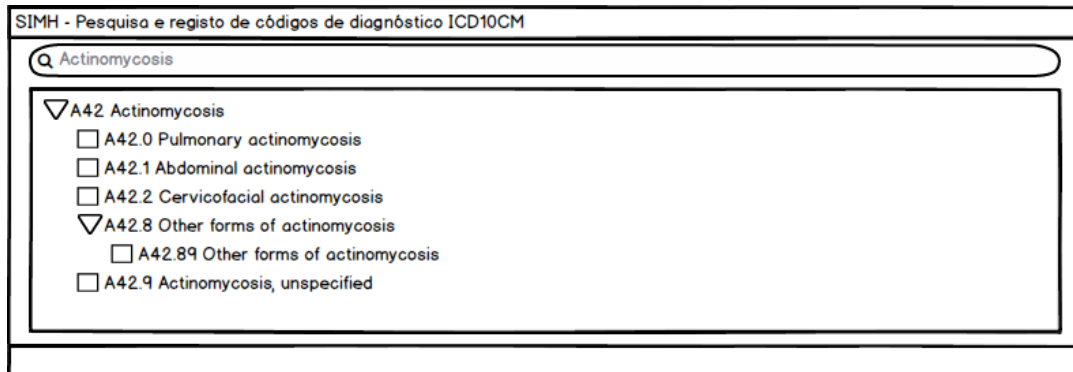 SIMH - Pesquisa e registo de códigos de diagnóstico ICD10CM
Actinomycosis
A42 Actinomycosis
A42.0 Pulmonary actinomycosis
A42.1 Abdominal actinomycosis
A42.2 Cervicofacial actinomycosis
A42.8 Other forms of actinomycosis
A42.89 Other forms of actinomycosis
A42.9 Actinomycosis, unspecified